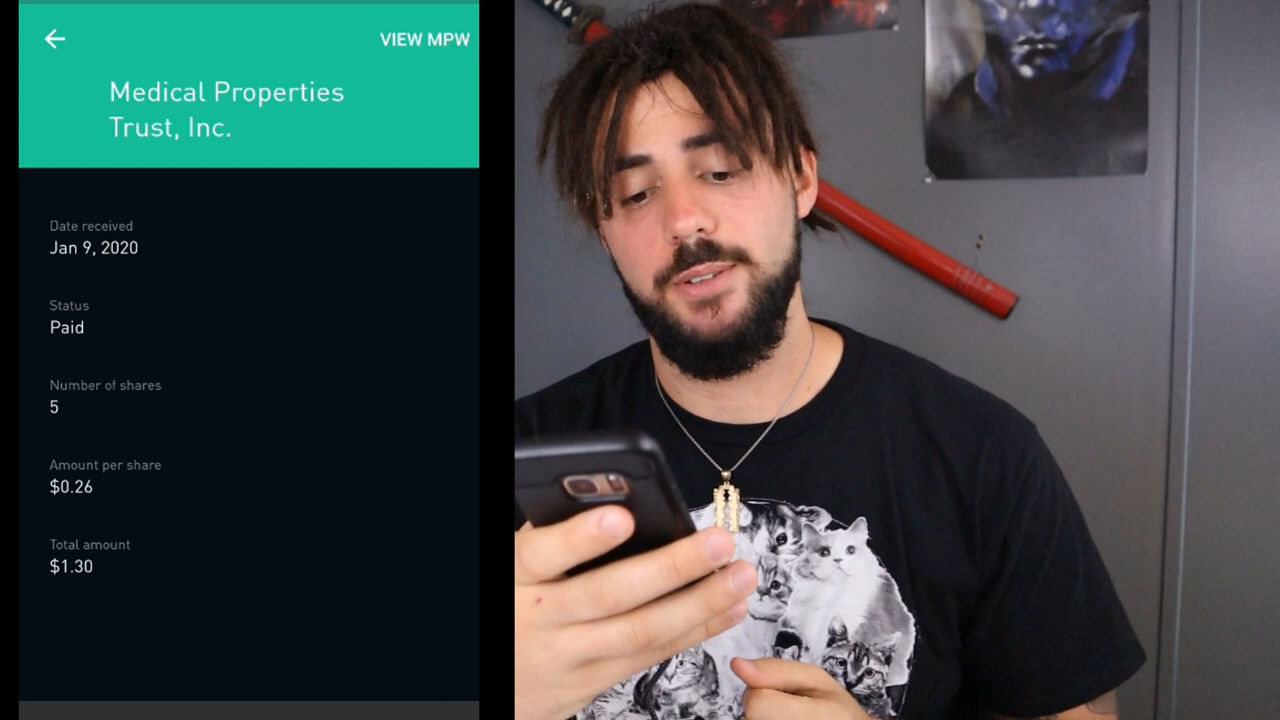 VIEW MPW
Medical Properties
Trust, Inc.
Date received
Jan 9, 2020
Status
Paid
Number of shares
5
Amount per share
$0.26
Total amount
$1.30